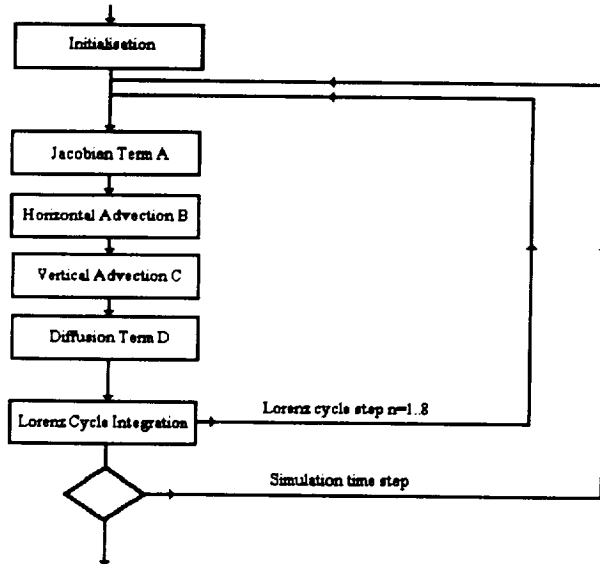 Initialisation
Jacobian Term A
Horizontal Advection B
Vertical Advection C
Diffusion Term D
Lorenz Cycle Integration
Lorenz cycle step n=1..8
Simulation time step